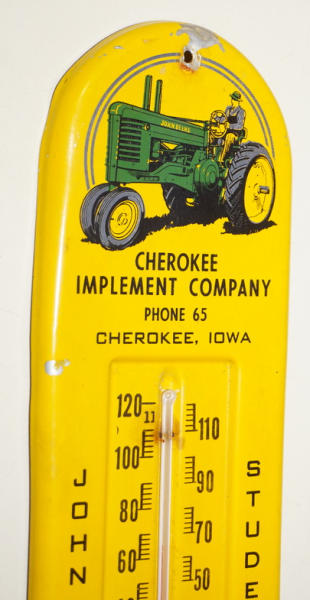 JOHN DEERE
CHEROKEE
IMPLEMENT COMPANY
PHONE 65
CHEROKEE, IOWA
120
11
110
100
90
80
70
60
50
JOHN
STUDE